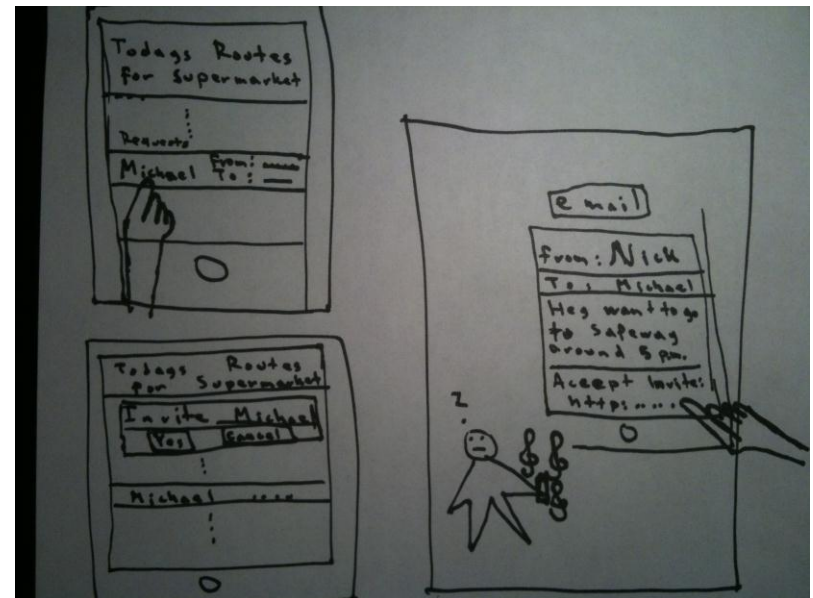 Todays Routes
for Supermarket
Requests
Michael From:
To:
Todays Routes
for Supermarket
Invite Michael
Yes Cancel
Michael ....
email
from: Nick
To: Michael
Hey want to go
to Safeway
around 5 pm.
Accept Invite:
https.....
?